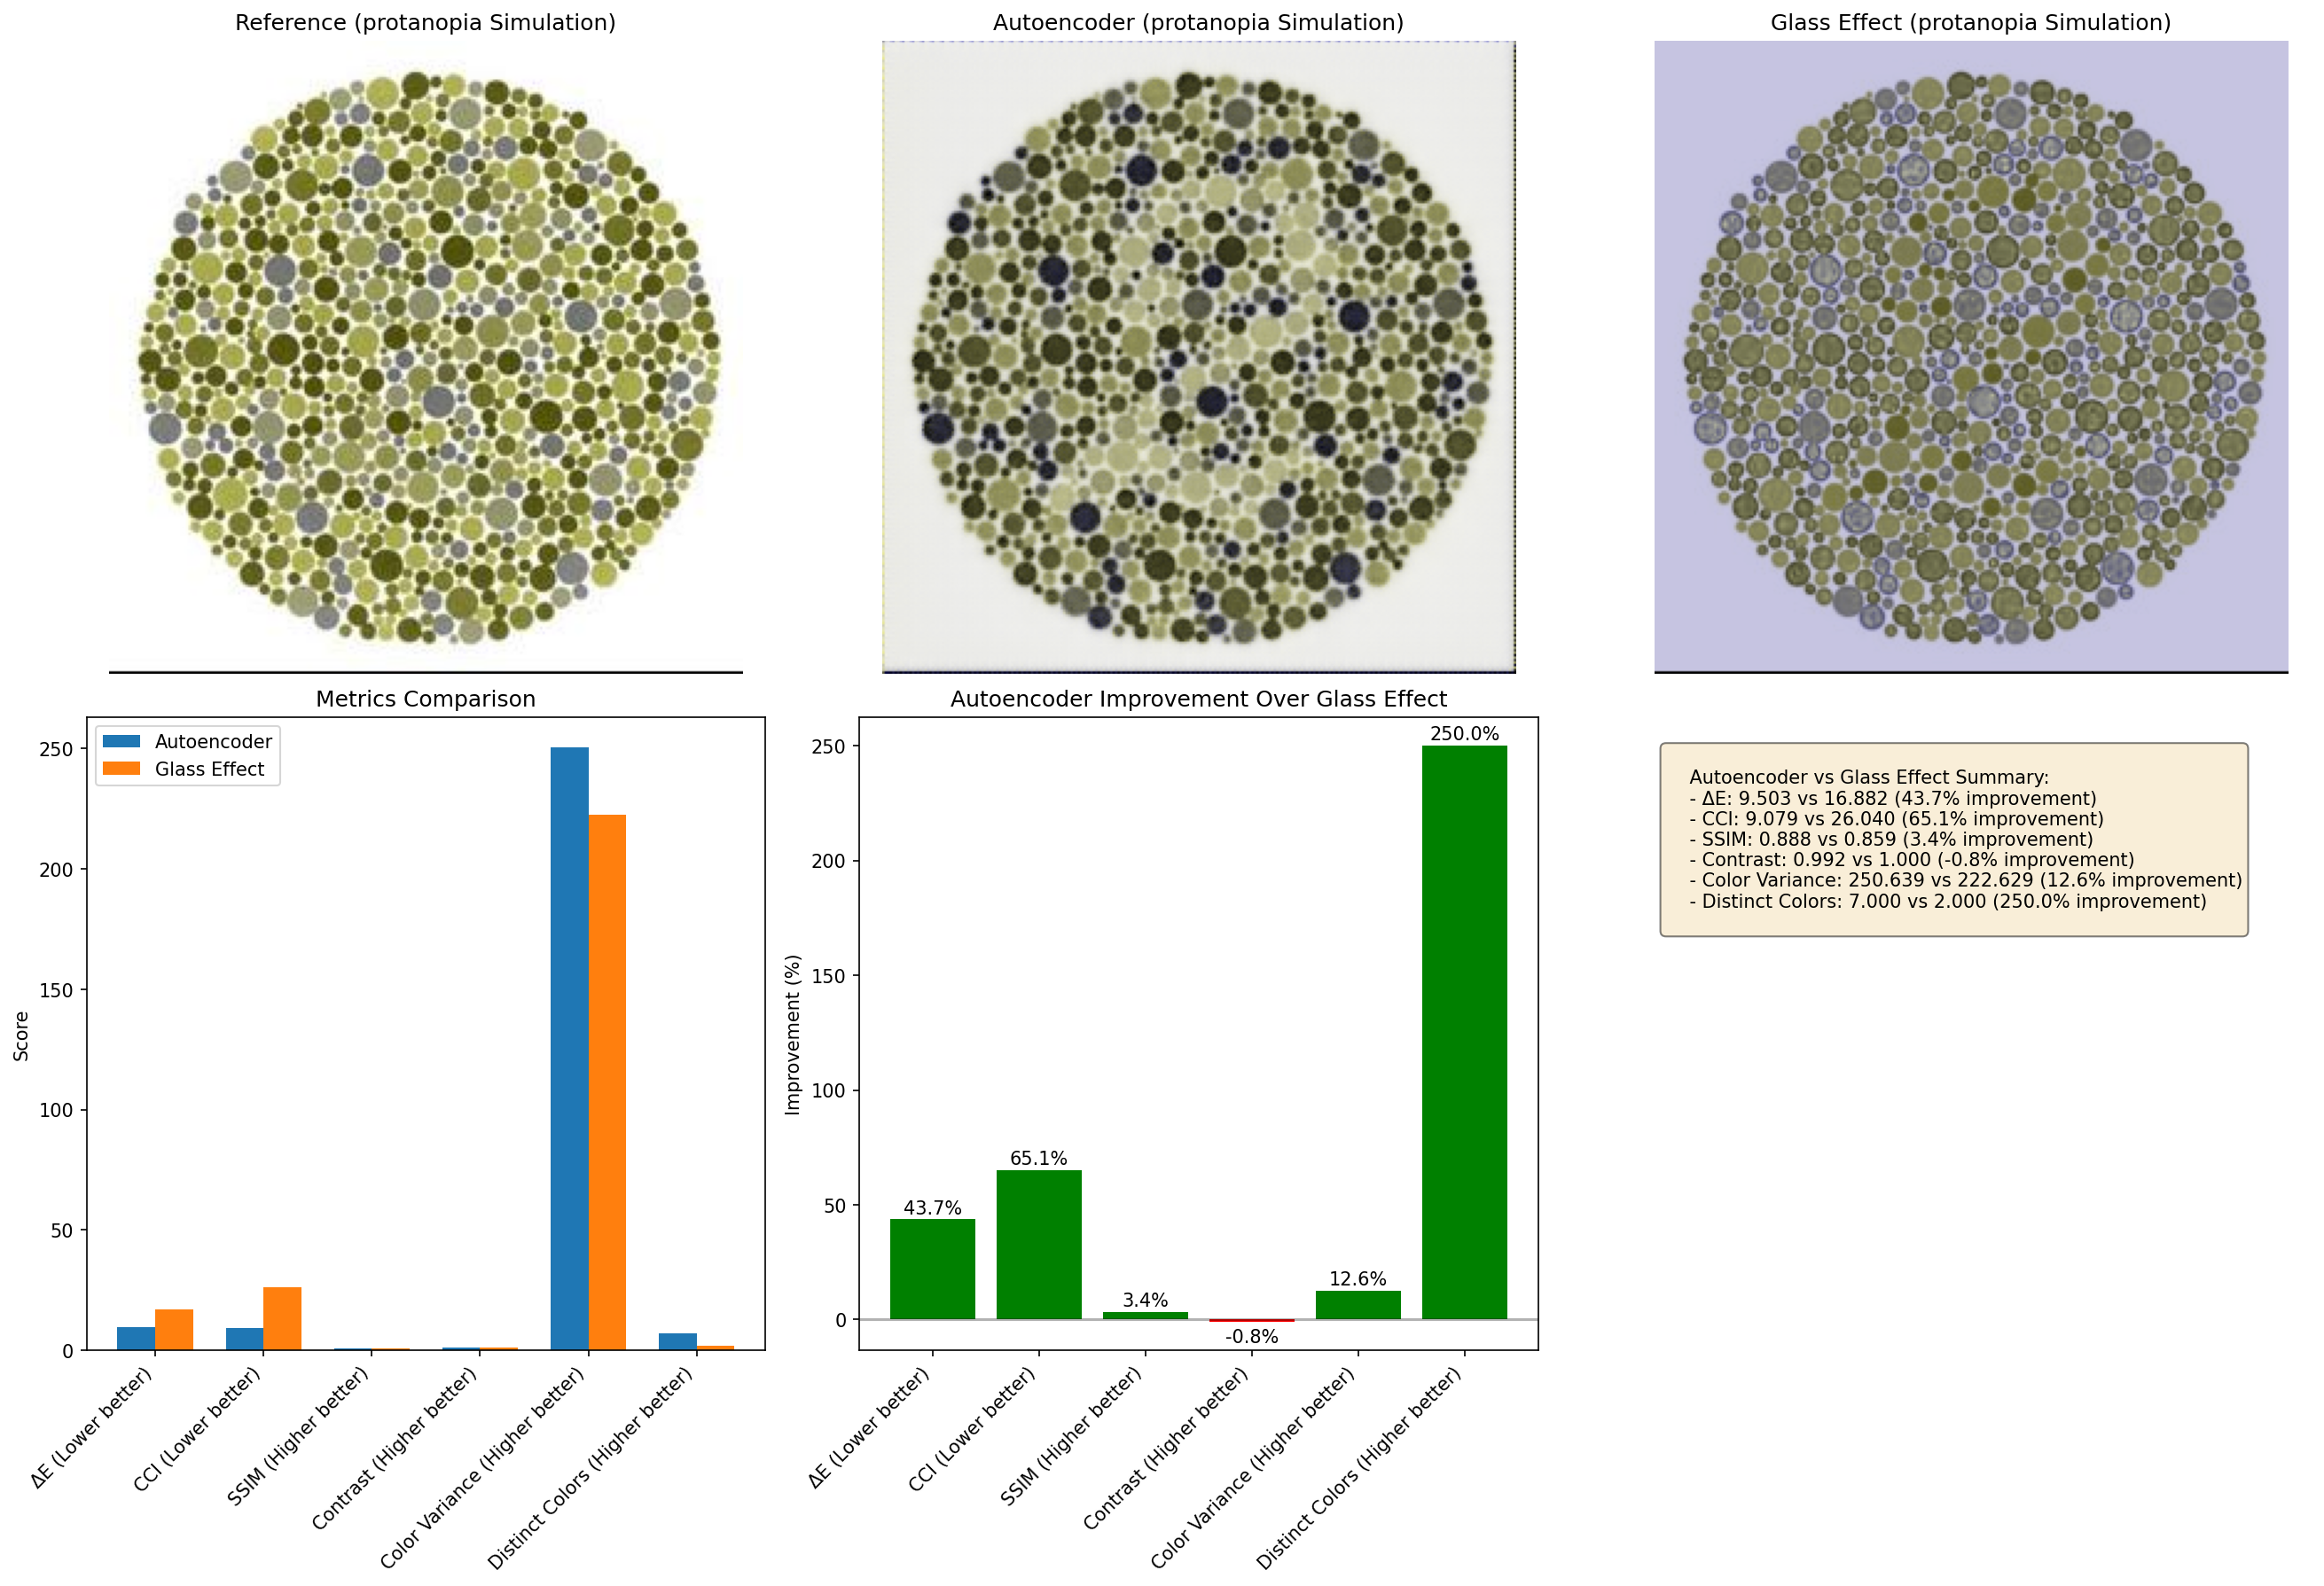 Reference (protanopia Simulation)
Autoencoder (protanopia Simulation)
Glass Effect (protanopia Simulation)
Metrics Comparison
Autoencoder
Glass Effect
Score
250
200
150
100
50
0
ΔE (Lower better)
CCI (Lower better)
SSIM (Higher better)
Contrast (Higher better)
Color Variance (Higher better)
Distinct Colors (Higher better)
Autoencoder Improvement Over Glass Effect
Improvement (%)
250
200
150
100
50
0
43.7%
65.1%
3.4%
-0.8%
12.6%
250.0%
ΔE (Lower better)
CCI (Lower better)
SSIM (Higher better)
Contrast (Higher better)
Color Variance (Higher better)
Distinct Colors (Higher better)
Autoencoder vs Glass Effect Summary:
- ΔE: 9.503 vs 16.882 (43.7% improvement)
- CCI: 9.079 vs 26.040 (65.1% improvement)
- SSIM: 0.888 vs 0.859 (3.4% improvement)
- Contrast: 0.992 vs 1.000 (-0.8% improvement)
- Color Variance: 250.639 vs 222.629 (12.6% improvement)
- Distinct Colors: 7.000 vs 2.000 (250.0% improvement)